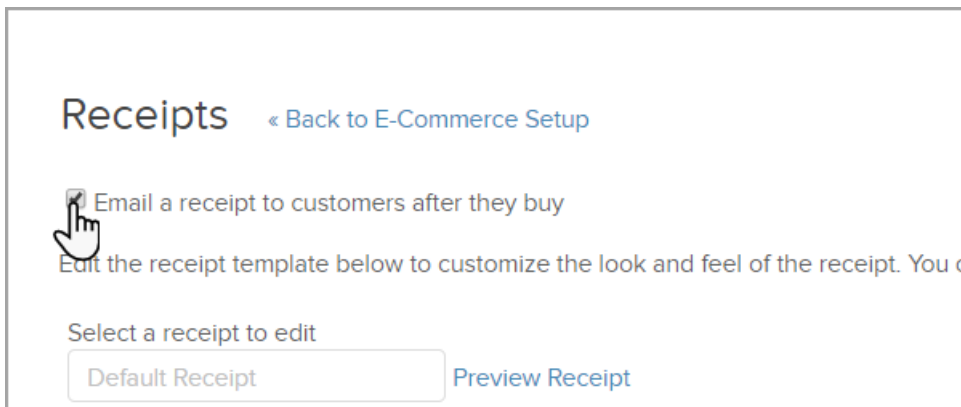 Receipts « Back to E-Commerce Setup
Email a receipt to customers after they buy
Edit the receipt template below to customize the look and feel of the receipt. You
Select a receipt to edit
Default Receipt Preview Receipt